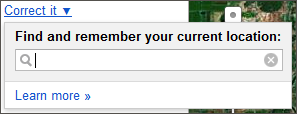 Correct it ▼
Find and remember your current location:
Learn more »